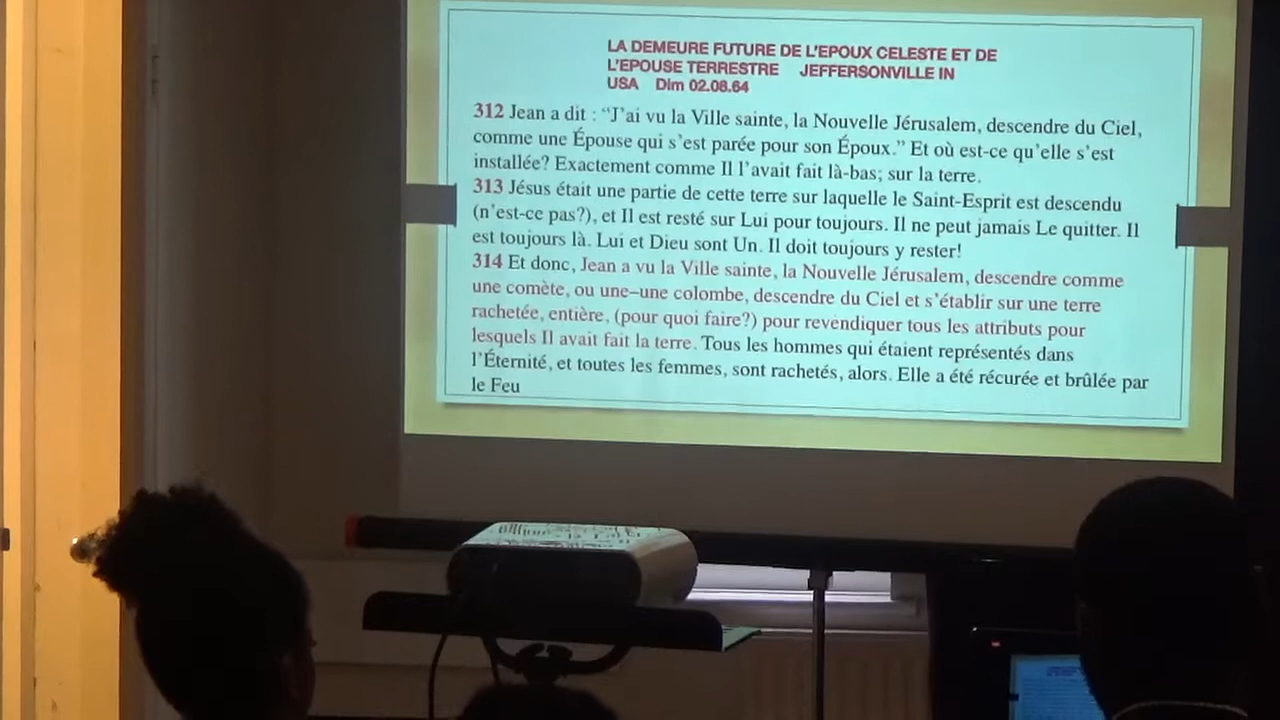 LA DEMEURE FUTURE DE L'EPOUX CELESTE ET DE
L'EPOUSE TERRESTRE JEFFERSONVILLE IN
USA Dim 02.08.64
312 Jean a dit : “J'ai vu la Ville sainte, la Nouvelle Jérusalem, descendre du Ciel,
comme une Épouse qui s'est parée pour son Époux.” Et où est-ce qu'elle s'est
installée? Exactement comme Il l'avait fait là-bas; sur la terre.
313 Jésus était une partie de cette terre sur laquelle le Saint-Esprit est descendu
(n'est-ce pas?), et Il est resté sur Lui pour toujours. Il ne peut jamais Le quitter. Il
est toujours là. Lui et Dieu sont Un. Il doit toujours y rester!
314 Et donc, Jean a vu la Ville sainte, la Nouvelle Jérusalem, descendre comme
une comète, ou une–une colombe, descendre du Ciel et s'établir sur une terre
rachetée, entière, (pour quoi faire?) pour revendiquer tous les attributs pour
lesquels Il avait fait la terre. Tous les hommes qui étaient représentés dans
l'Éternité, et toutes les femmes, sont rachetés, alors. Elle a été récurée et brûlée par
le Feu